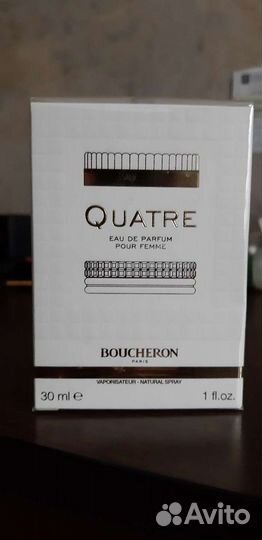 QUATRE
EAU DE PARFUM
POUR FEMME
BOUCHERON
PARIS
VAPORISATEUR - NATURAL SPRAY
30 ml ℮ 1 fl.oz.
Avito